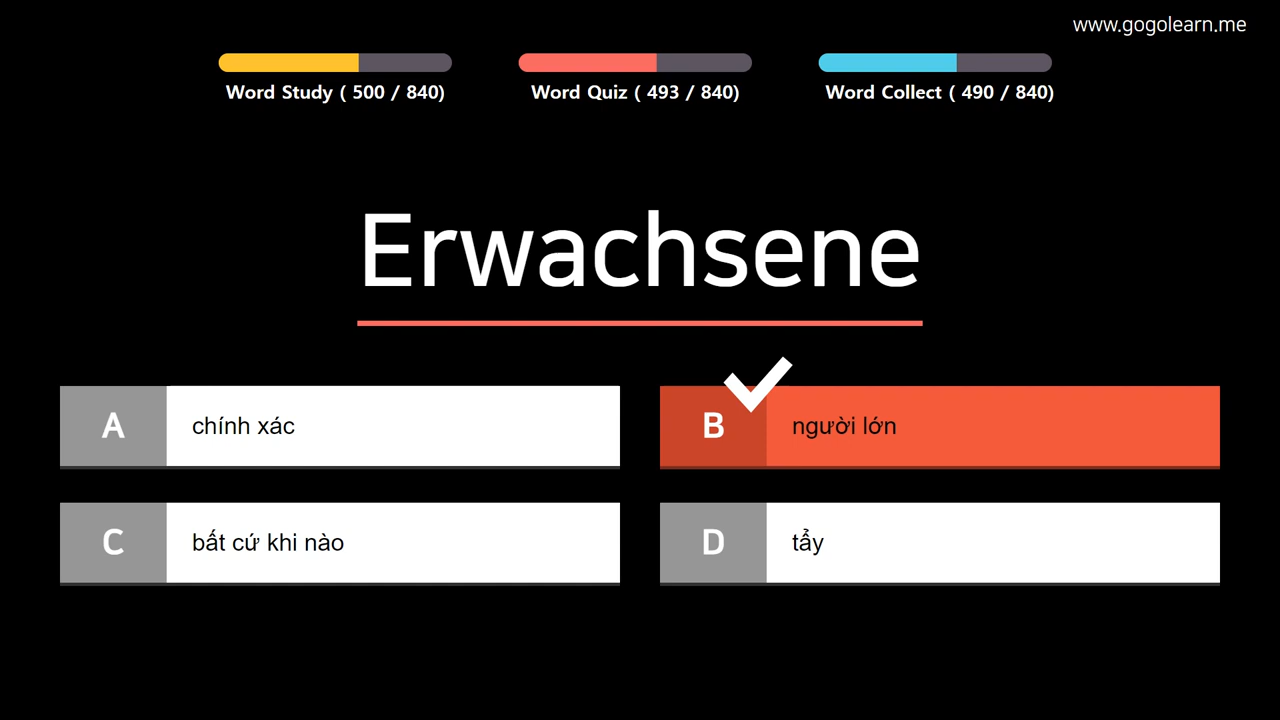 www.gogolearn.me
Word Study ( 500 / 840)
Word Quiz ( 493 / 840)
Word Collect ( 490 / 840)
Erwachsene
A
chính xác
B
người lớn
C
bất cứ khi nào
D
tẩy